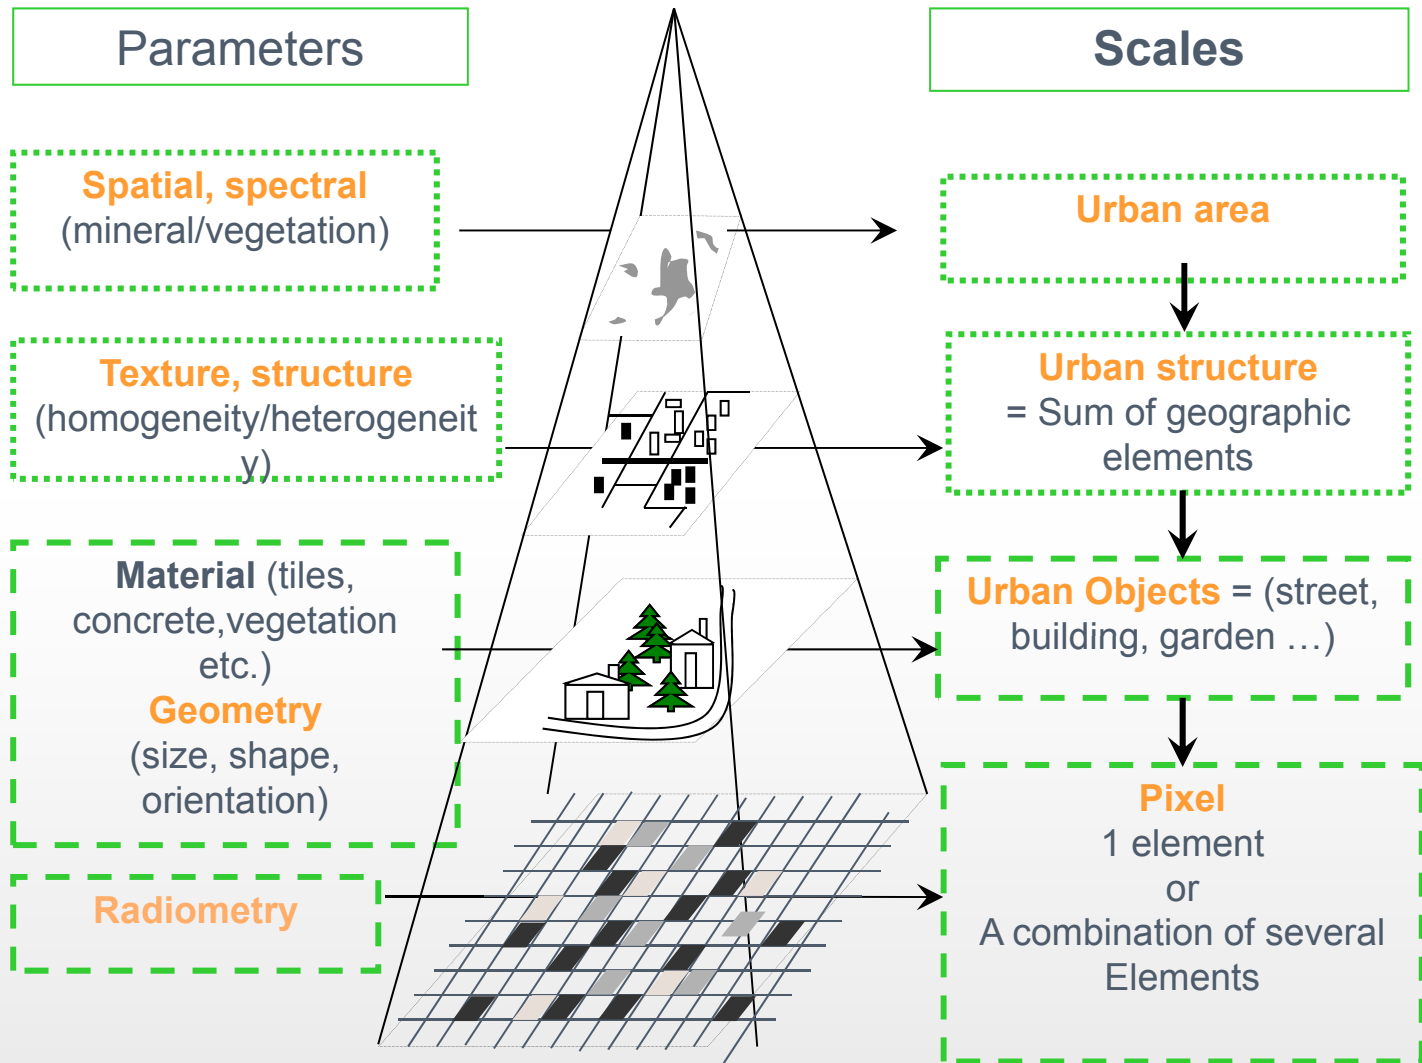 Parameters
Scales
Spatial, spectral
(mineral/vegetation)
Urban area
Texture, structure
(homogeneity/heterogeneit
y)
Urban structure
= Sum of geographic
elements
Material (tiles,
concrete,vegetation
etc.)
Geometry
(size, shape,
orientation)
Urban Objects = (street,
building, garden …)
Radiometry
Pixel
1 element
or
A combination of several
Elements